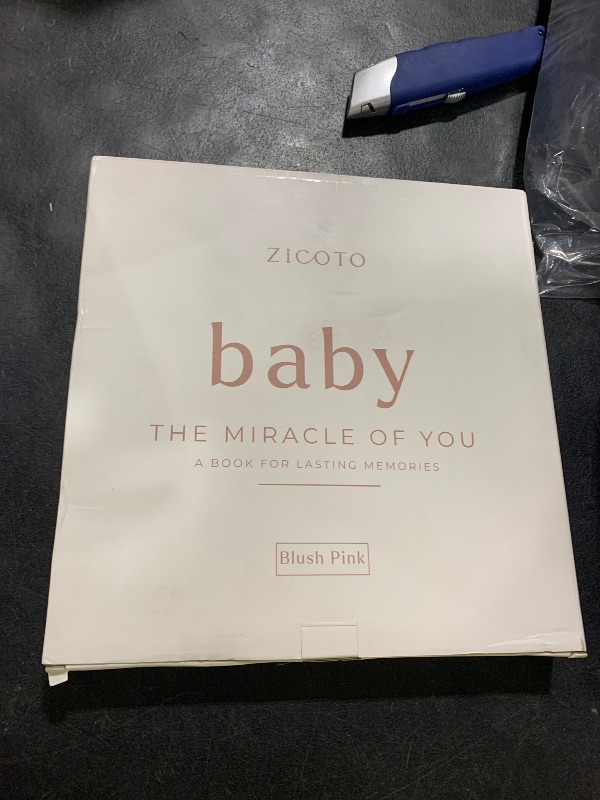 ZICOTO
baby
THE MIRACLE OF YOU
A BOOK FOR LASTING MEMORIES
Blush Pink